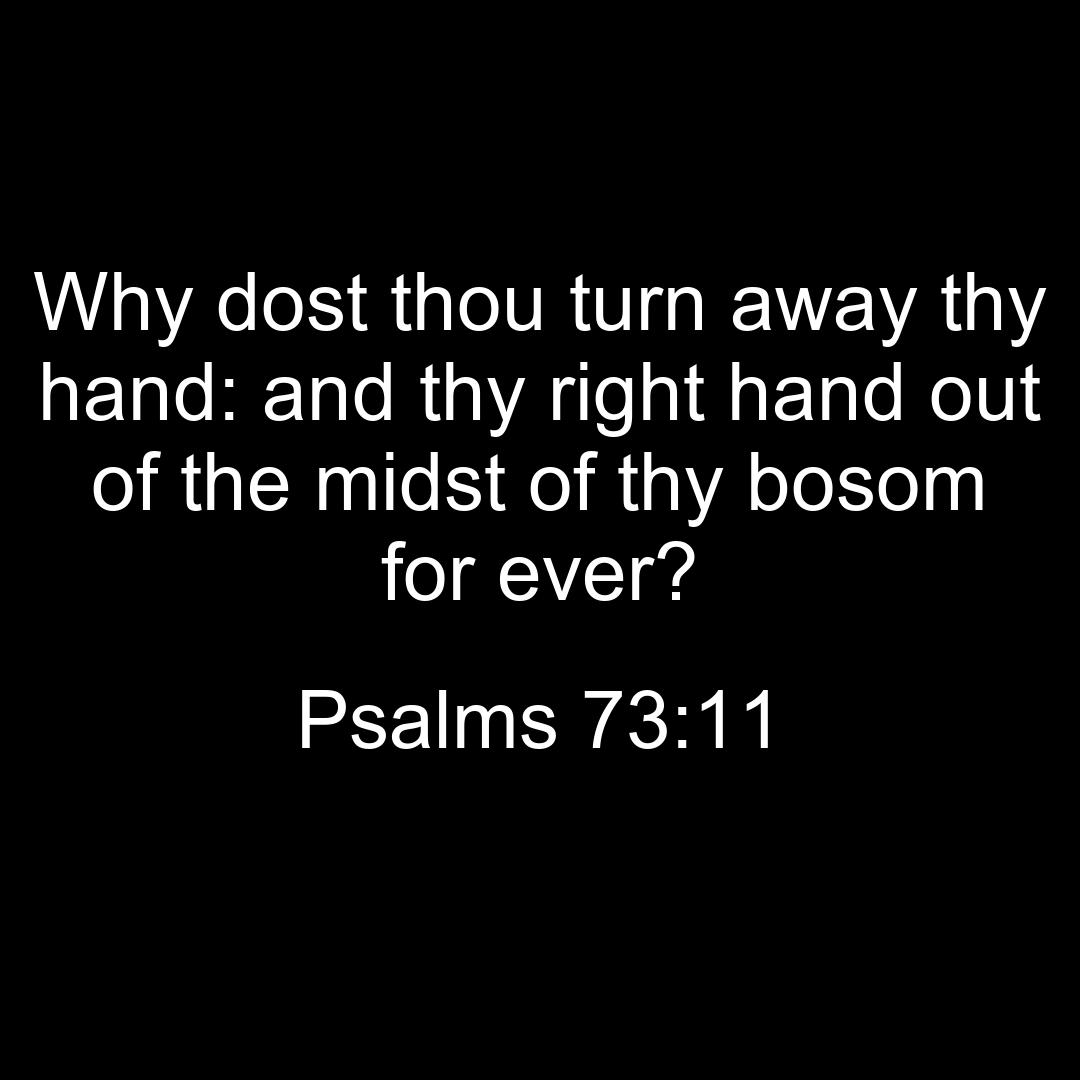 Why dost thou turn away thy
hand: and thy right hand out
of the midst of thy bosom
for ever?
Psalms 73:11